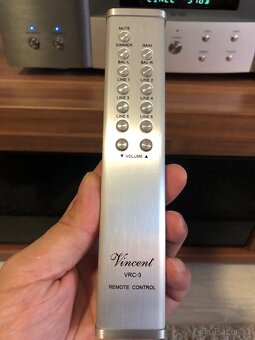 MUTE
DIMMER GAIN
BAL-L BAL-R
LINE 1 LINE 2
LINE 3 LINE 4
LINE 5 LINE 6
▼ VOLUME ▲
Vincent
VRC-3
REMOTE CONTROL